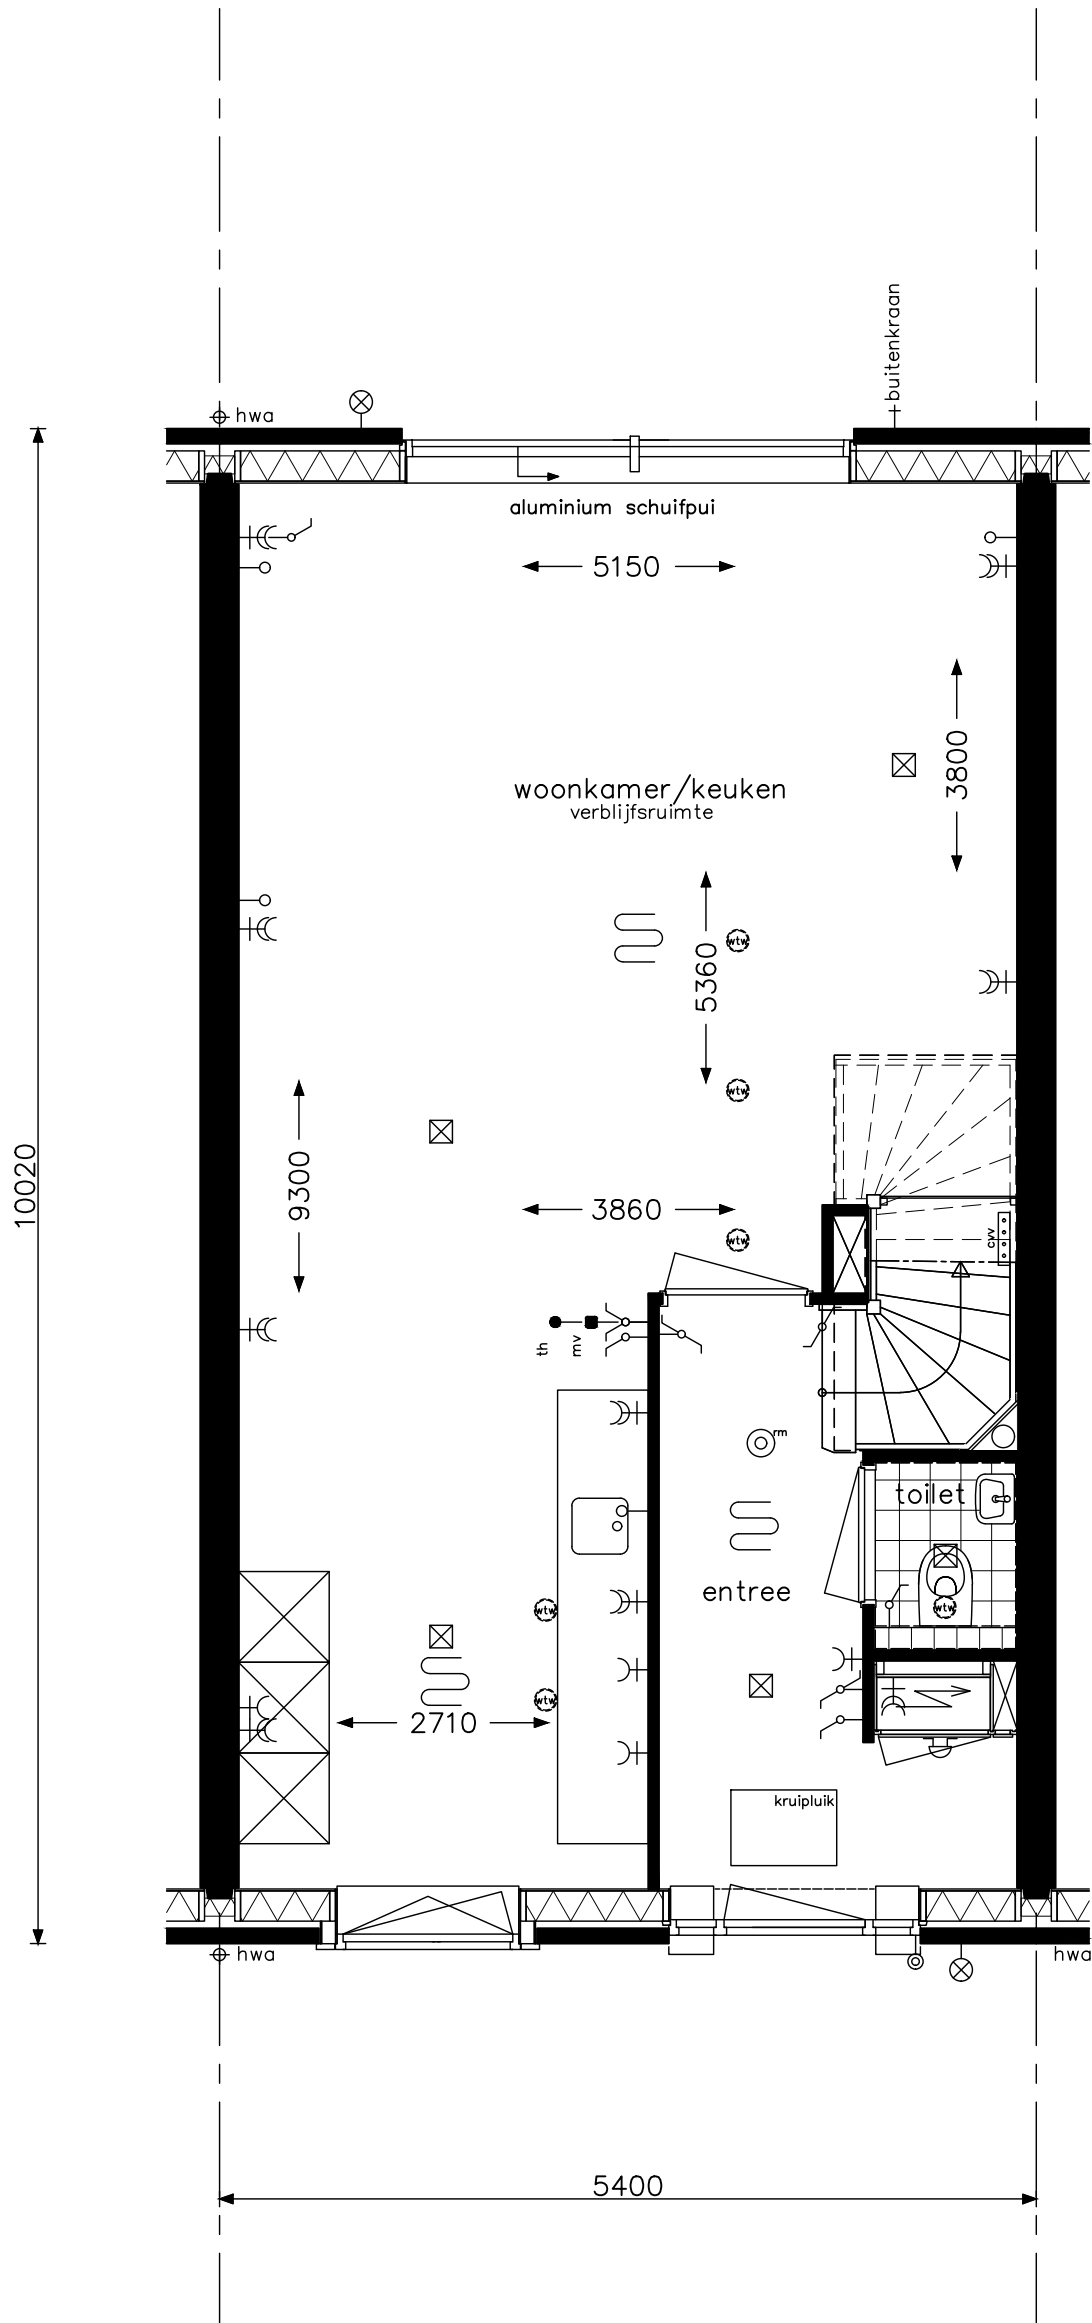 buitenkraan
hwa
aluminium schuifpui
5150
3800
woonkamer/keuken
verblijfsruimte
wtw
5360
wtw
10020
9300
3860
wtw
cvv
th
mv
rm
toilet
entree
wtw
wtw
wtw
2710
kruipluik
hwa
hwa
5400